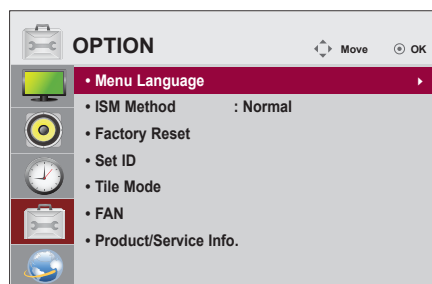 OPTION Move OK
• Menu Language
• ISM Method : Normal
• Factory Reset
• Set ID
• Tile Mode
• FAN
• Product/Service Info.